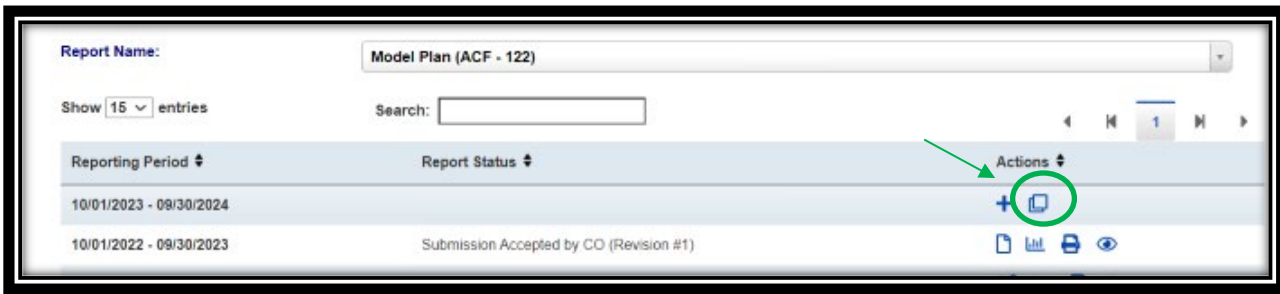 Report Name: Model Plan (ACF - 122)
Show 15 entries Search: 1
Reporting Period Report Status Actions
10/01/2023 - 09/30/2024
10/01/2022 - 09/30/2023 Submission Accepted by CO (Revision #1)